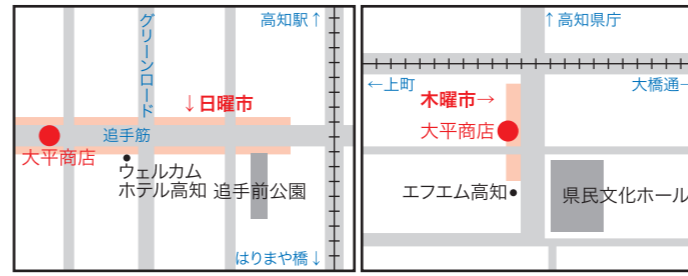 高知駅↑
グリーンロード
↓日曜市
追手筋
大平商店
ウェルカム
ホテル高知
追手前公園
はりまや橋↓
↑高知県庁
←上町
大橋通→
木曜市→
大平商店
エフエム高知
県民文化ホール